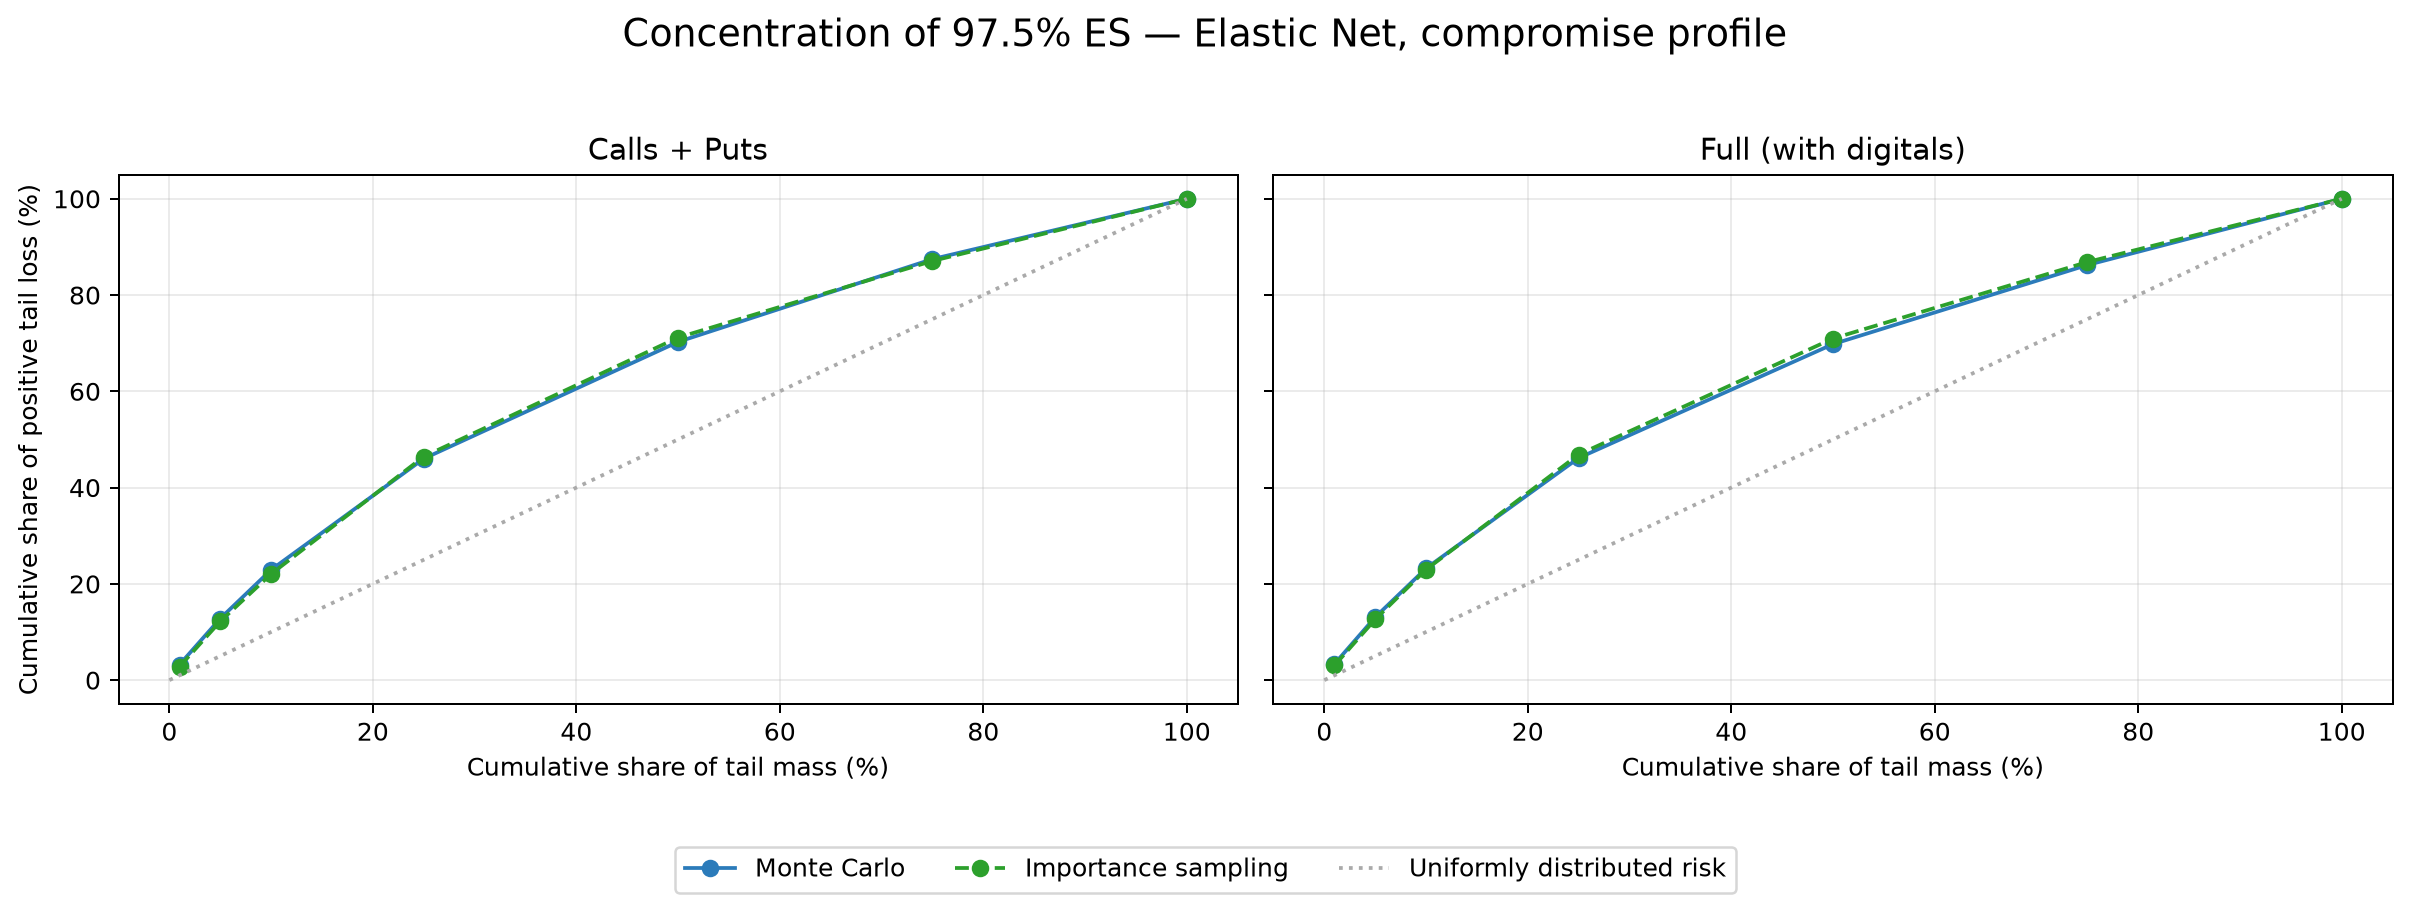 Concentration of 97.5% ES — Elastic Net, compromise profile
Calls + Puts
Full (with digitals)
Cumulative share of positive tail loss (%)
100
80
60
40
20
0
0 20 40 60 80 100
0 20 40 60 80 100
Cumulative share of tail mass (%)
Cumulative share of tail mass (%)
Monte Carlo
Importance sampling
Uniformly distributed risk